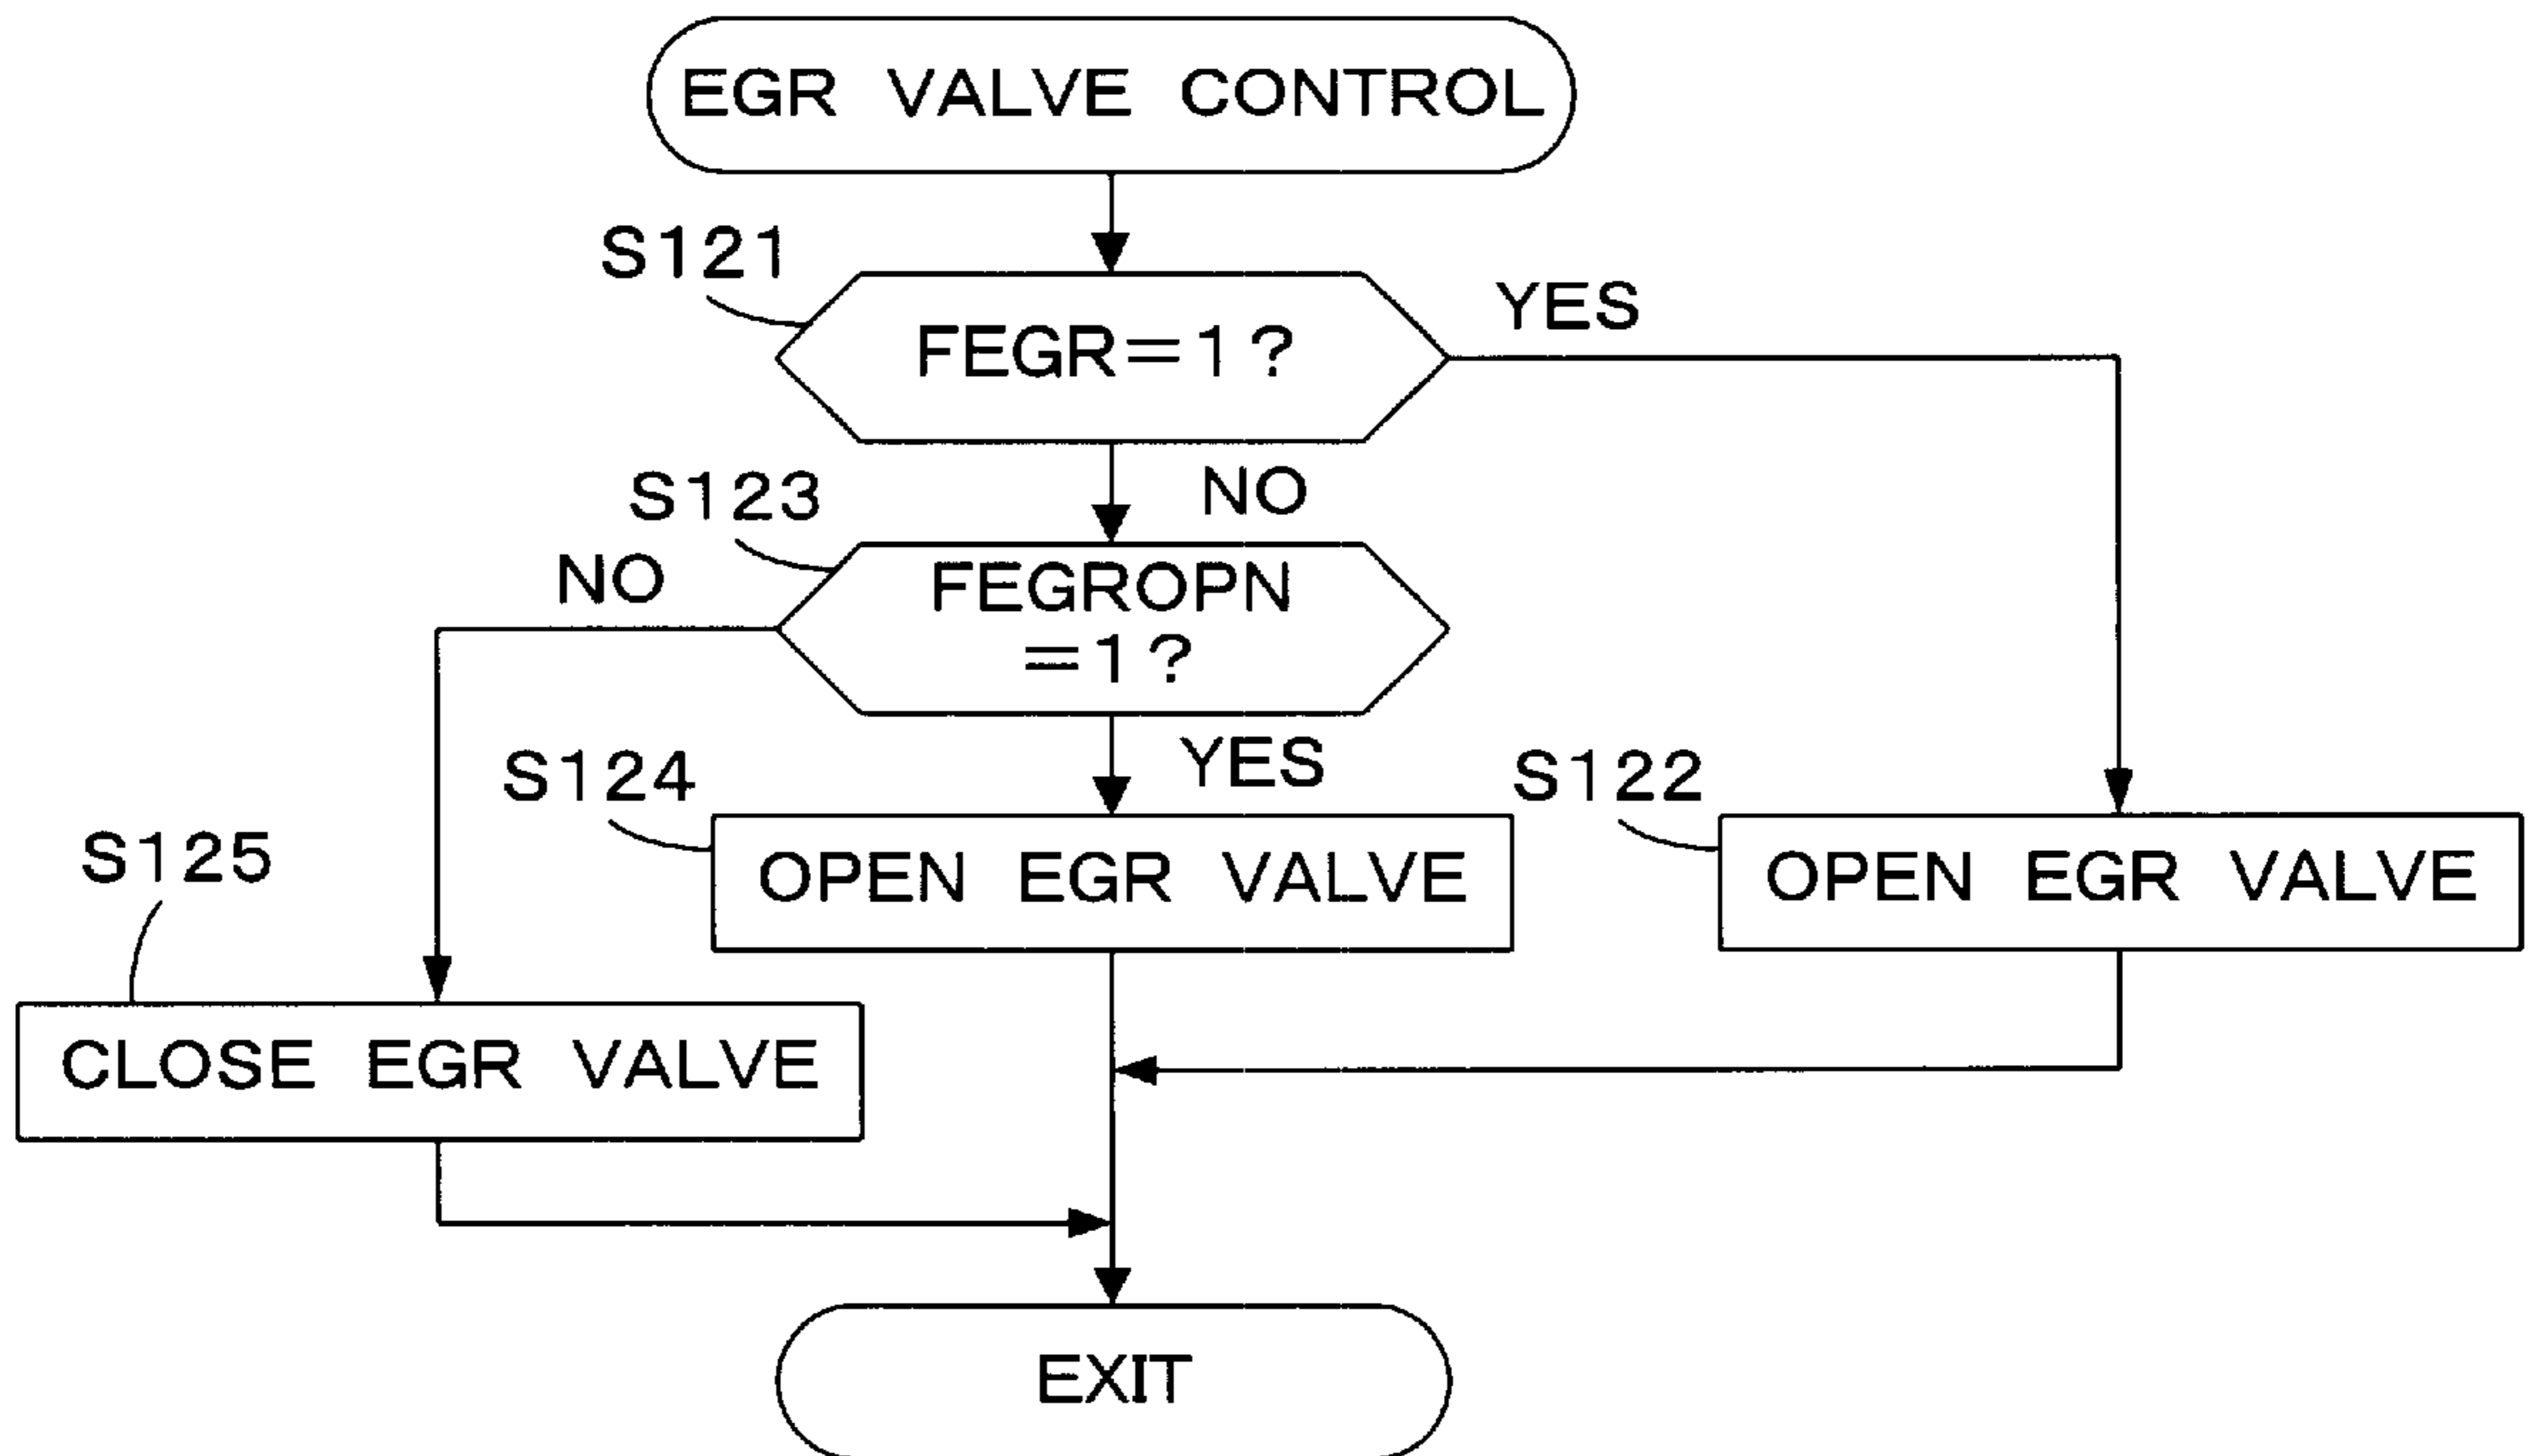 EGR VALVE CONTROL
S121
FEGR=1?
YES
NO
S123
NO
FEGROPN
=1?
YES
S124
OPEN EGR VALVE
S122
OPEN EGR VALVE
S125
CLOSE EGR VALVE
EXIT